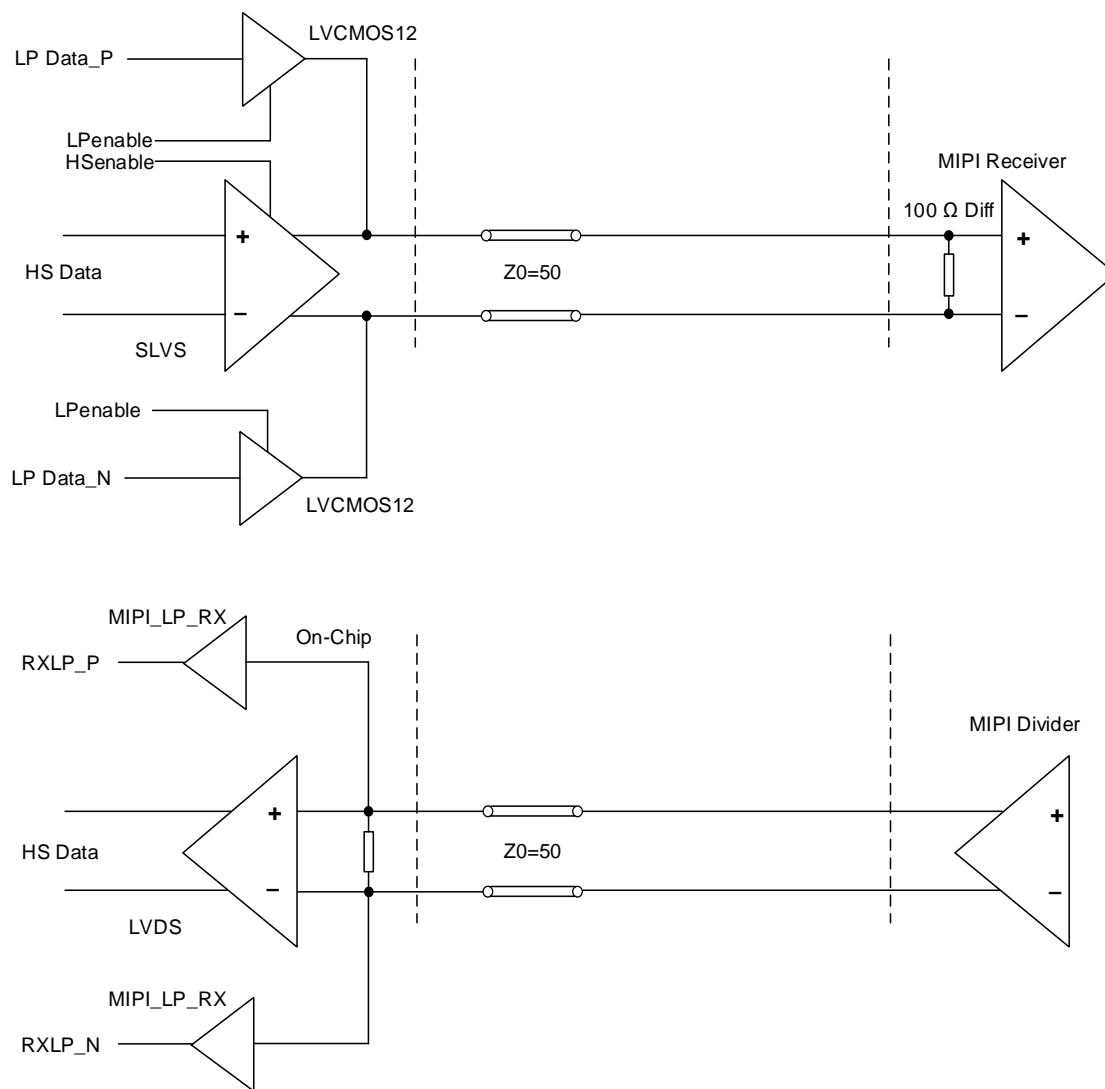 LVCMOS12
LP Data_P
LPenable
HSenable
MIPI Receiver
100 Ω Diff
+
+
HS Data
Z0=50
−
−
SLVS
LPenable
LP Data_N
LVCMOS12
MIPI_LP_RX
On-Chip
RXLP_P
MIPI Divider
+
+
HS Data
Z0=50
−
−
LVDS
MIPI_LP_RX
RXLP_N